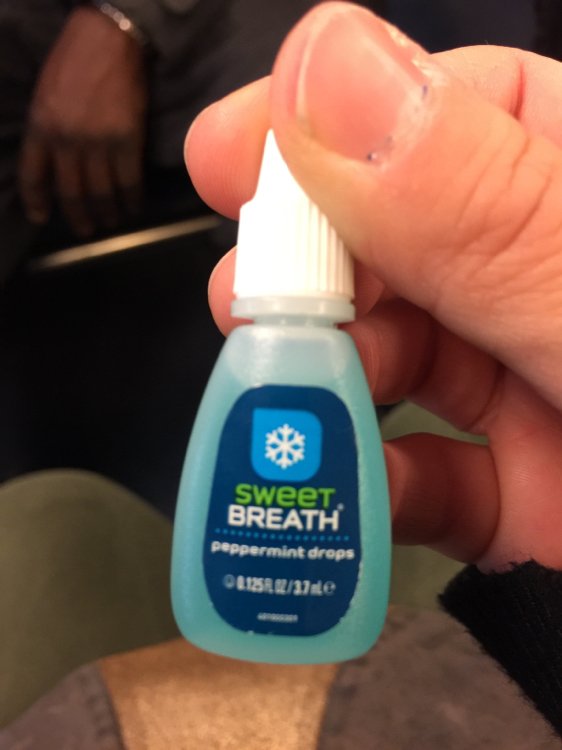 sweet
BREATH®
peppermint drops
0.125 FL OZ / 3.7 mL ℮